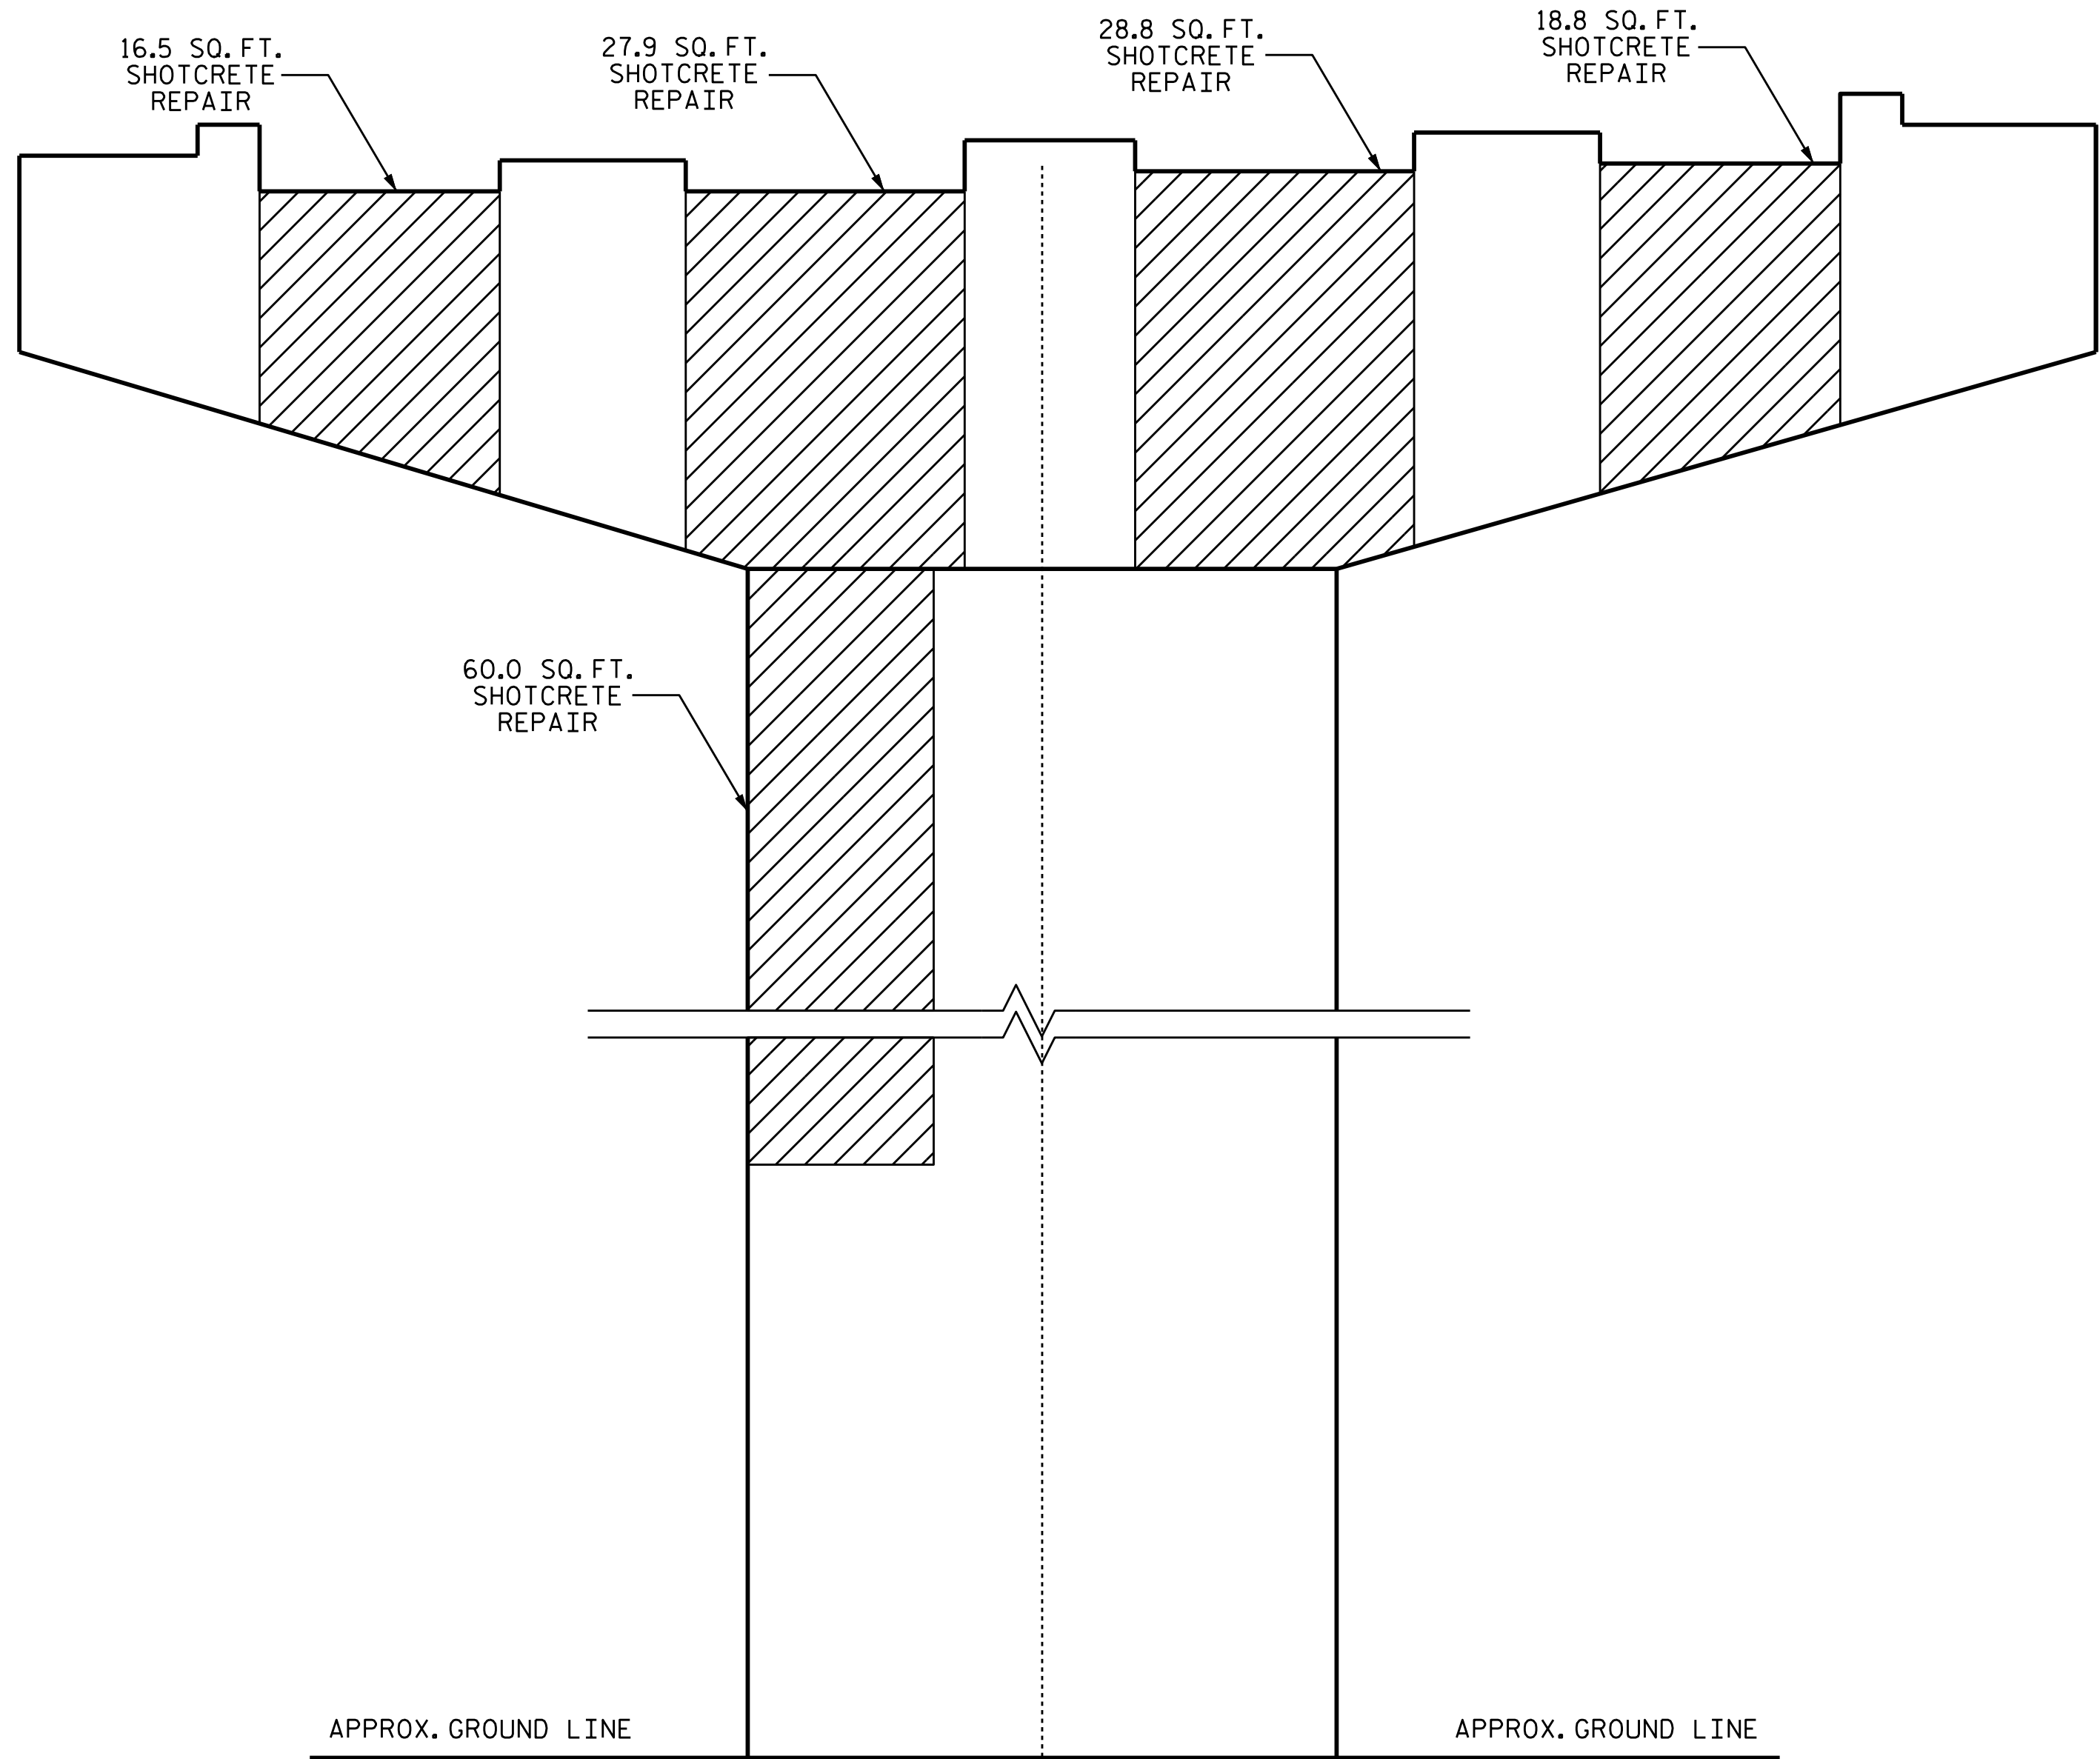 16.5 SQ.FT.
SHOTCRETE
REPAIR
27.9 SQ.FT.
SHOTCRETE
REPAIR
28.8 SQ.FT.
SHOTCRETE
REPAIR
18.8 SQ.FT.
SHOTCRETE
REPAIR
60.0 SQ.FT.
SHOTCRETE
REPAIR
APPROX. GROUND LINE
APPROX. GROUND LINE